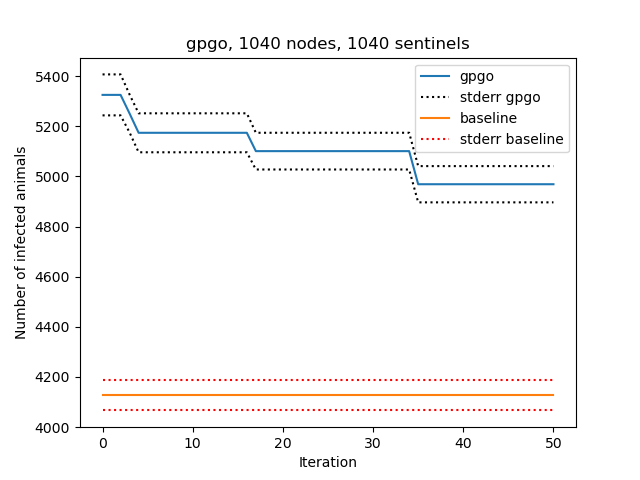 gpgo, 1040 nodes, 1040 sentinels
Number of infected animals
5400
5200
5000
4800
4600
4400
4200
4000
0
10
20
30
40
50
Iteration
gpgo
stderr gpgo
baseline
stderr baseline